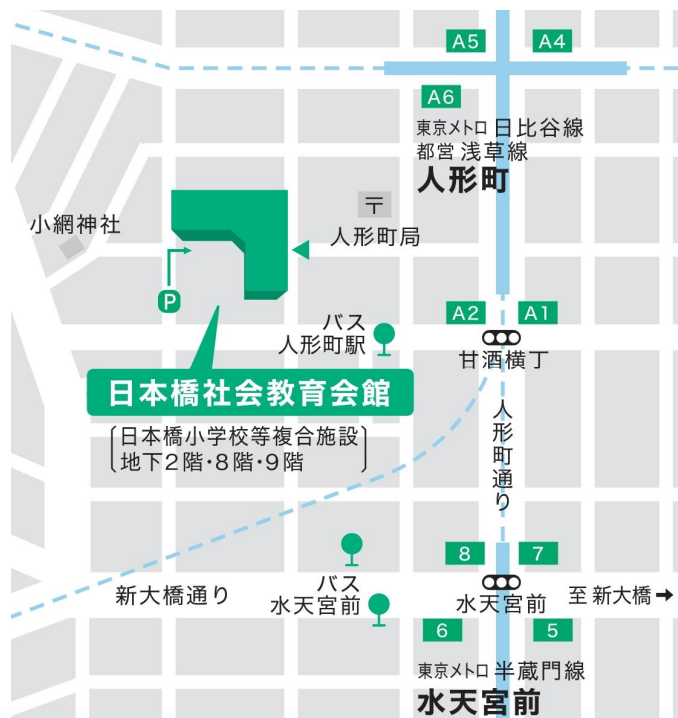 A5
A4
A6
東京メトロ 日比谷線
都営 浅草線
人形町
〒
人形町局
小網神社
P
A2
A1
バス
人形町駅
甘酒横丁
日本橋社会教育会館
〔日本橋小学校等複合施設
地下2階・8階・9階〕
人形町通り
8
7
新大橋通り
バス
水天宮前
水天宮前
至 新大橋→
6
5
東京メトロ 半蔵門線
水天宮前